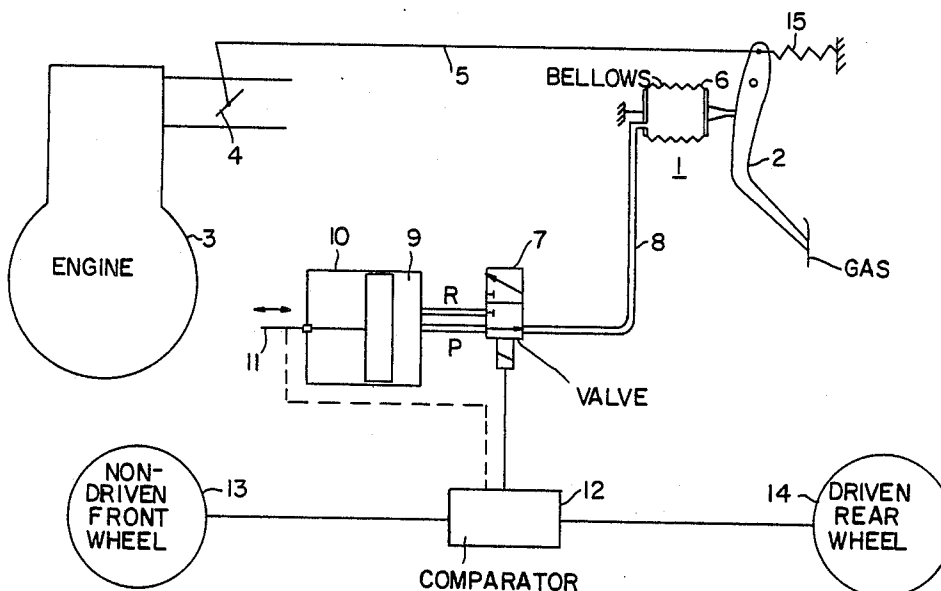 15
5
BELLOWS
6
4
1
2
3
10
9
7
8
ENGINE
R
GAS
11
P
VALVE
NON-
DRIVEN
FRONT
WHEEL
13
12
14
DRIVEN
REAR
WHEEL
COMPARATOR